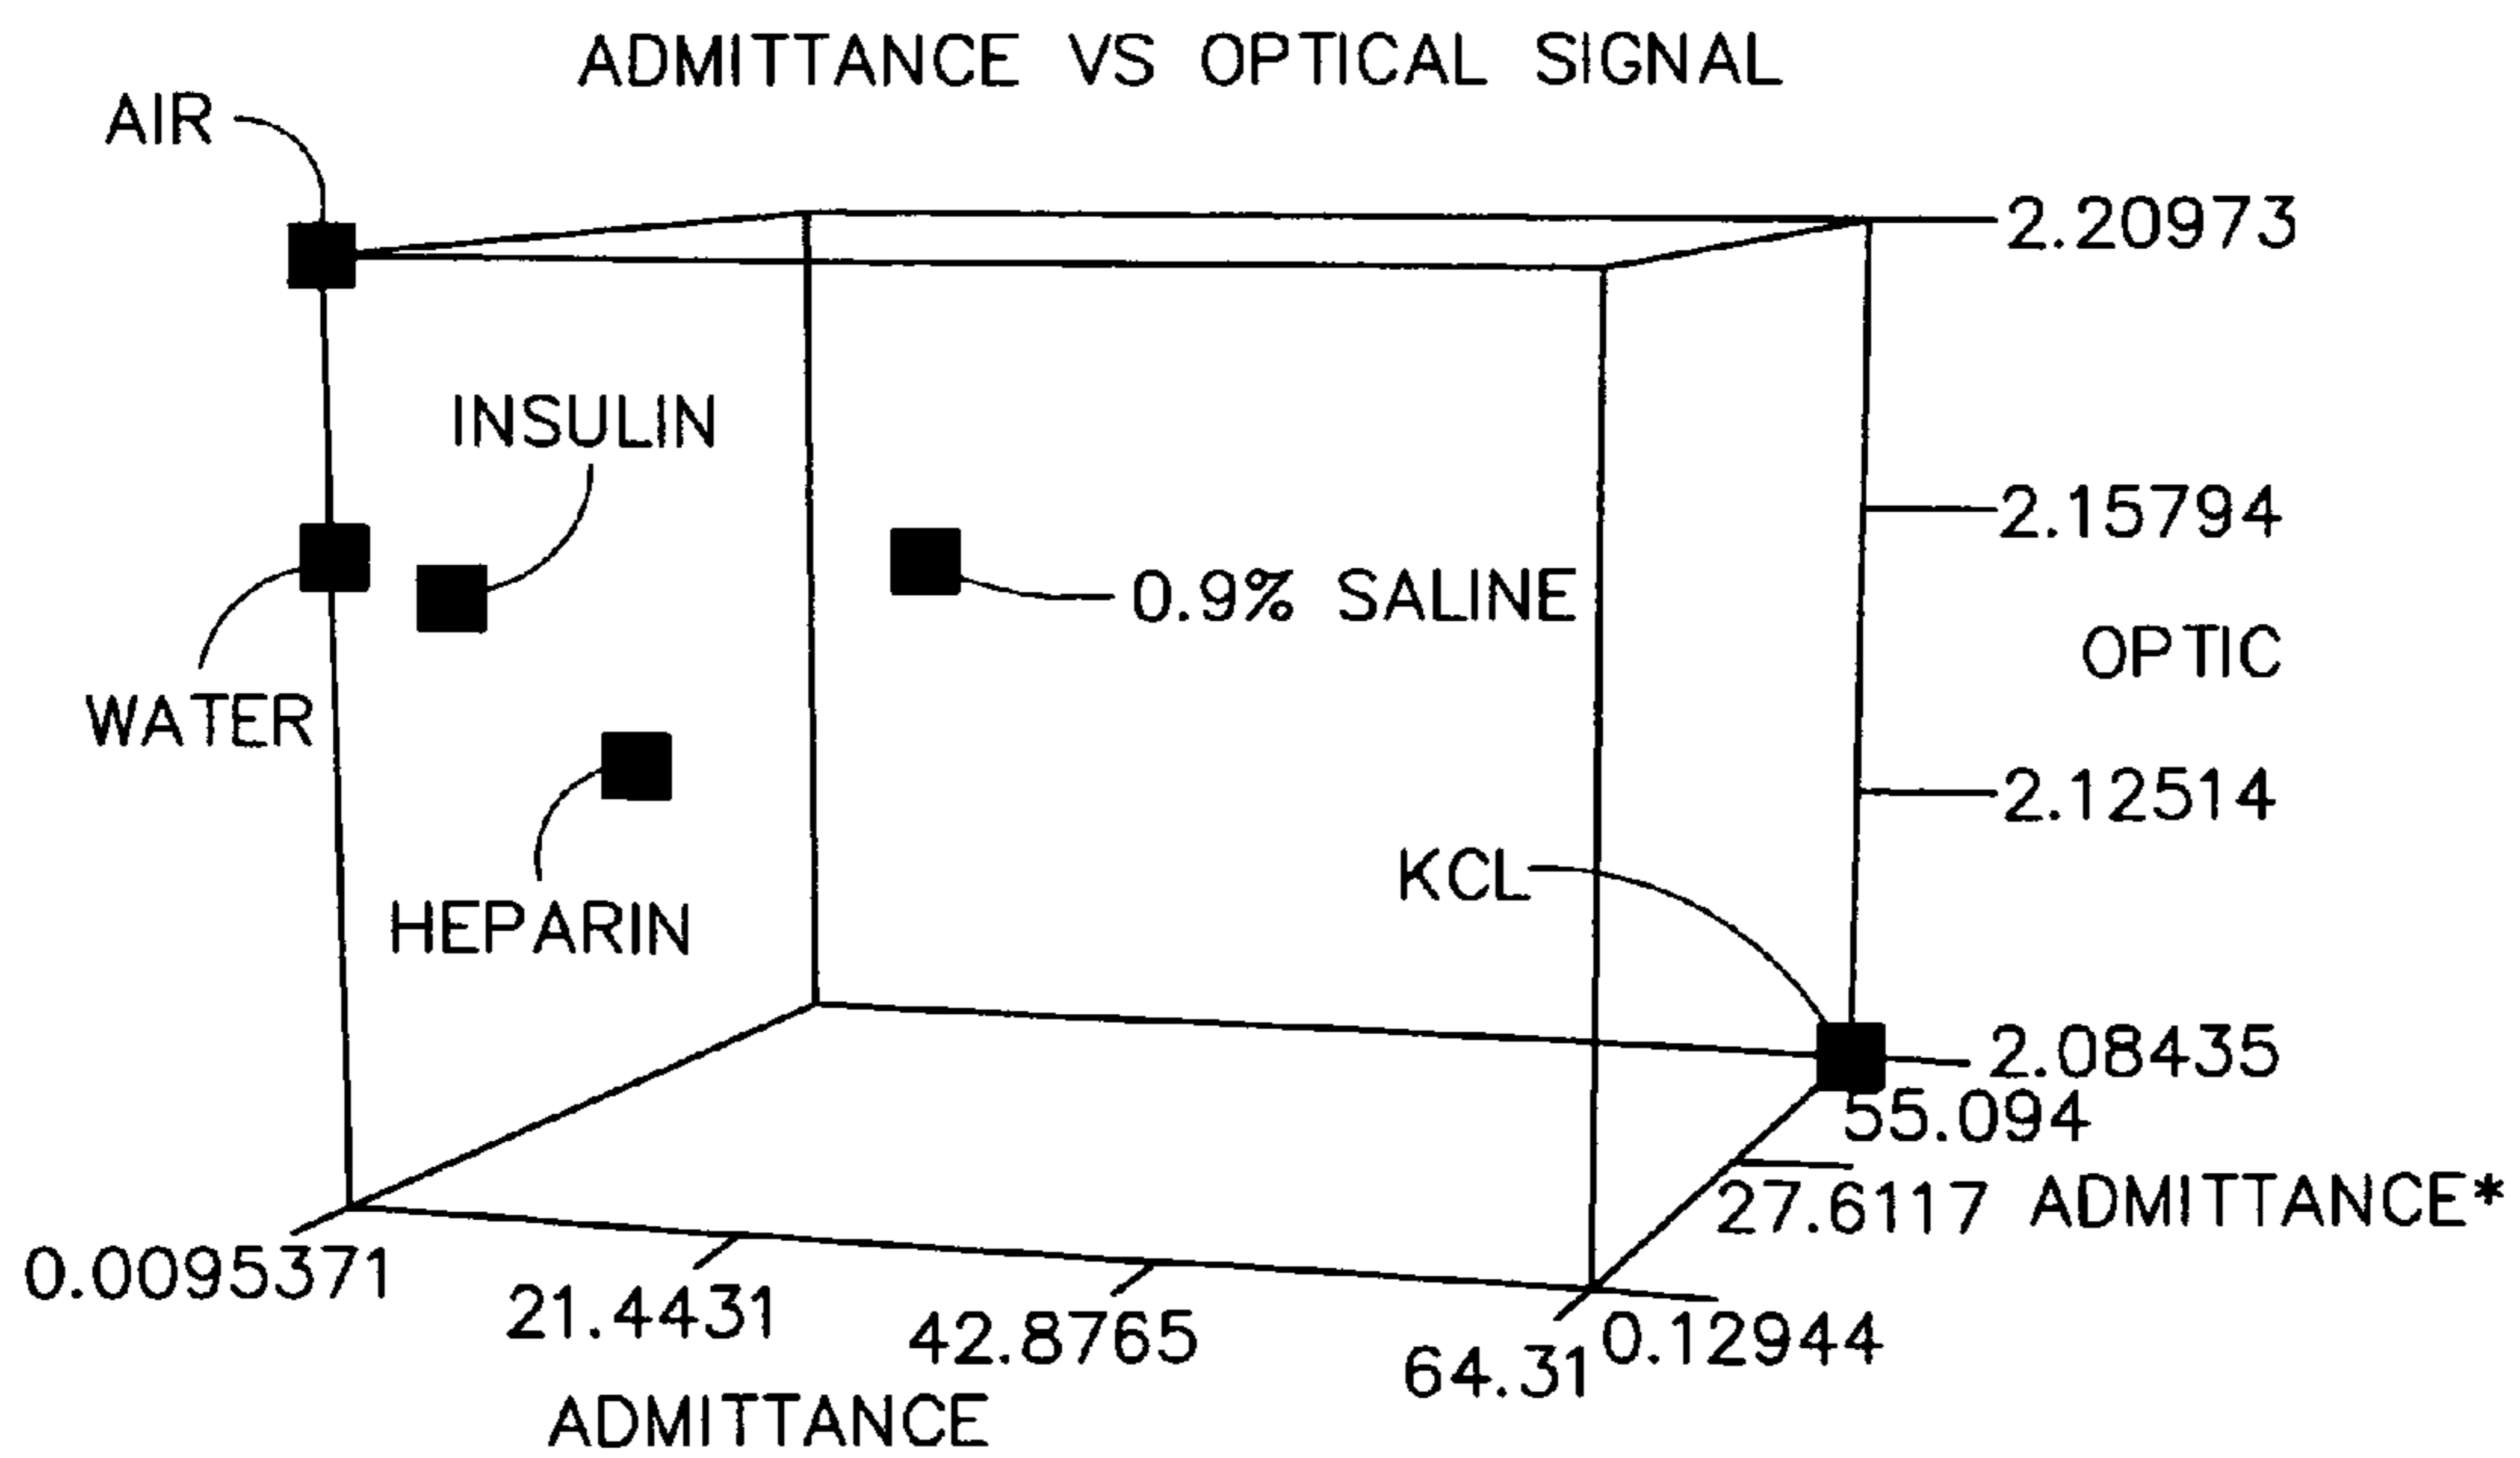 ADMITTANCE VS OPTICAL SIGNAL
AIR
2.20973
INSULIN
2.15794
0.9% SALINE
OPTIC
WATER
2.12514
KCL
HEPARIN
2.08435
55.094
27.6117 ADMITTANCE*
0.0095371
21.4431
42.8765
64.31
0.12944
ADMITTANCE